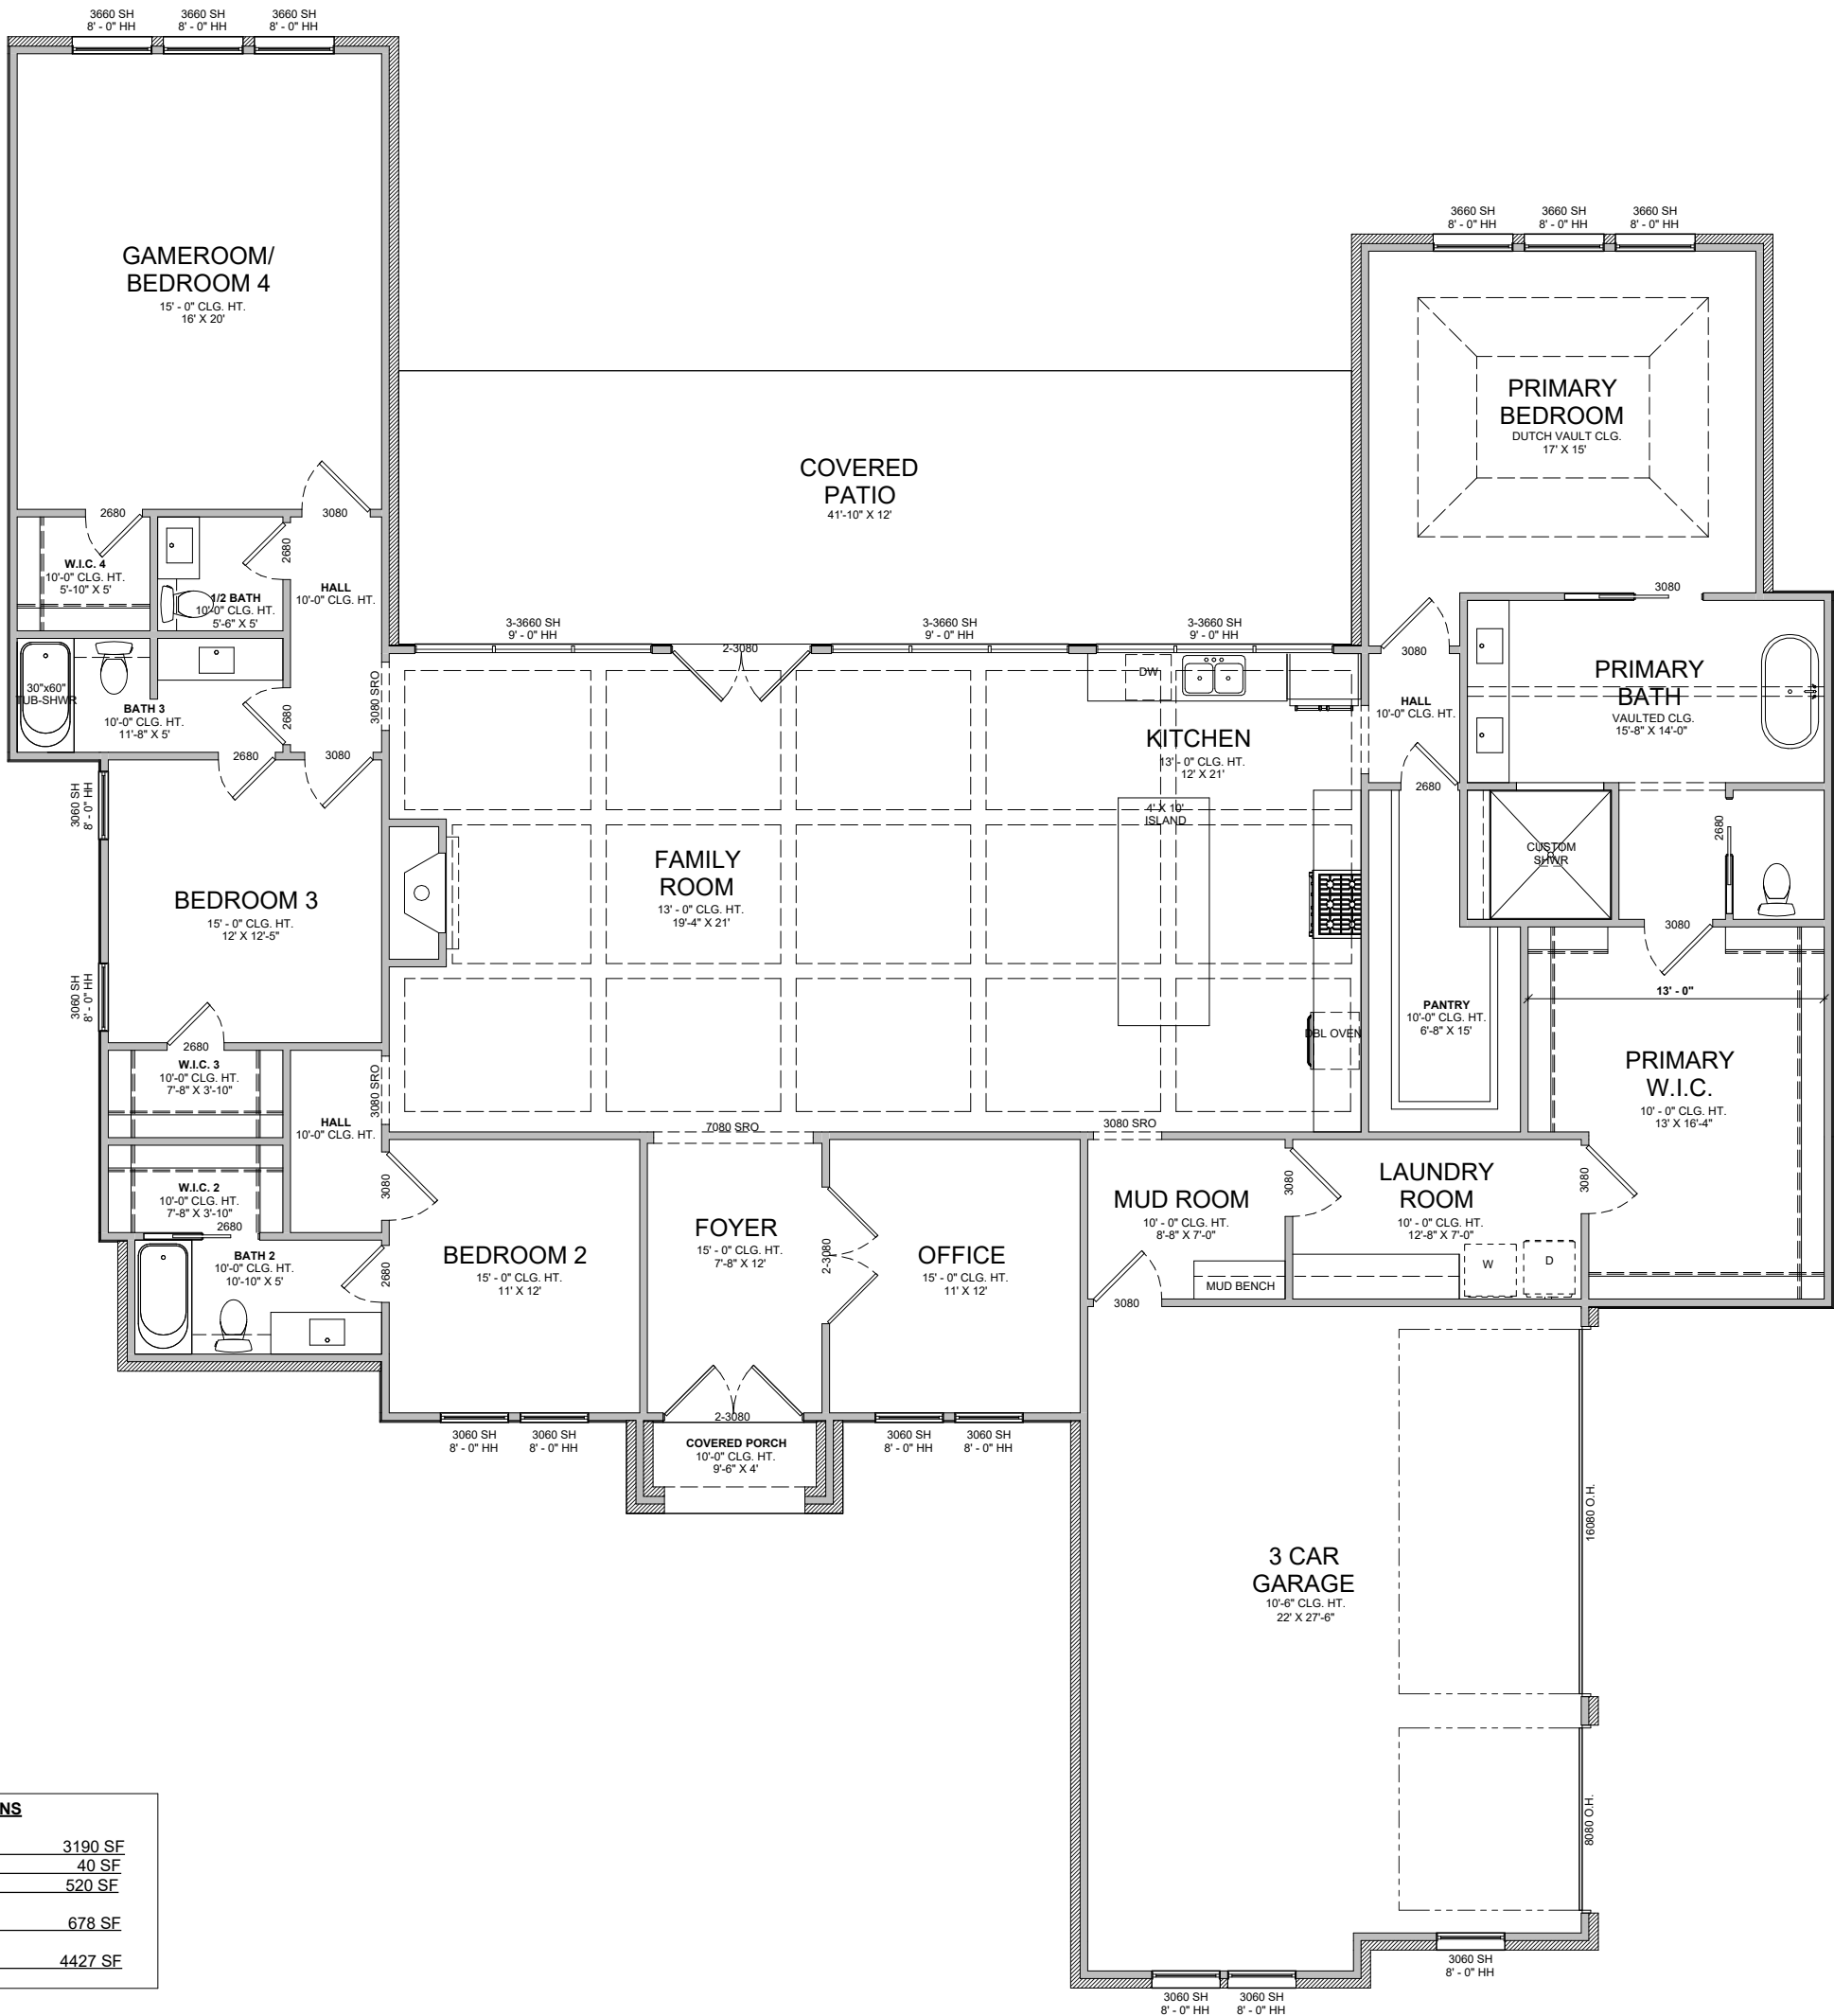 3660 SH
8' - 0" HH
3660 SH
8' - 0" HH
3660 SH
8' - 0" HH
GAMEROOM/
BEDROOM 4
15' - 0" CLG. HT.
16' X 20'
3660 SH
8' - 0" HH
3660 SH
8' - 0" HH
3660 SH
8' - 0" HH
PRIMARY
BEDROOM
DUTCH VAULT CLG.
17' X 15'
COVERED
PATIO
41'-10" X 12'
2680
3080
2680
W.I.C. 4
10'-0" CLG. HT.
5'-10" X 5'
1/2 BATH
10'-0" CLG. HT.
5'-6" X 5'
HALL
10'-0" CLG. HT.
3-3660 SH
9' - 0" HH
2-3080
3-3660 SH
9' - 0" HH
3-3660 SH
9' - 0" HH
3080
3080
30"x60"
TUB-SHWR
BATH 3
10'-0" CLG. HT.
11'-8" X 5'
2680
3080 SRO
2680
3080
DW
KITCHEN
13' - 0" CLG. HT.
12' X 21'
4' X 10'
ISLAND
HALL
10'-0" CLG. HT.
2680
PRIMARY
BATH
VAULTED CLG.
15'-8" X 14'-0"
CUSTOM
SHWR
2680
3080
3060 SH
8' - 0" HH
BEDROOM 3
15' - 0" CLG. HT.
12' X 12'-5"
3060 SH
8' - 0" HH
FAMILY
ROOM
13' - 0" CLG. HT.
19'-4" X 21'
DBL OVEN
PANTRY
10'-0" CLG. HT.
6'-8" X 15'
13' - 0"
PRIMARY
W.I.C.
10' - 0" CLG. HT.
13' X 16'-4"
2680
W.I.C. 3
10'-0" CLG. HT.
7'-8" X 3'-10"
HALL
10'-0" CLG. HT.
3080 SRO
7080 SRO
3080 SRO
W.I.C. 2
10'-0" CLG. HT.
7'-8" X 3'-10"
2680
3080
BATH 2
10'-0" CLG. HT.
10'-10" X 5'
2680
BEDROOM 2
15' - 0" CLG. HT.
11' X 12'
FOYER
15' - 0" CLG. HT.
7'-8" X 12'
2-3080
OFFICE
15' - 0" CLG. HT.
11' X 12'
MUD ROOM
10' - 0" CLG. HT.
8'-8" X 7'-0"
3080
LAUNDRY
ROOM
10' - 0" CLG. HT.
12'-8" X 7'-0"
3080
MUD BENCH
W
D
3080
2-3080
3060 SH
8' - 0" HH
3060 SH
8' - 0" HH
COVERED PORCH
10'-0" CLG. HT.
9'-6" X 4'
3060 SH
8' - 0" HH
3060 SH
8' - 0" HH
16080 O.H.
3 CAR
GARAGE
10'-6" CLG. HT.
22' X 27'-6"
8080 O.H.
3060 SH
8' - 0" HH
3060 SH
8' - 0" HH
3060 SH
8' - 0" HH
NS
3190 SF
40 SF
520 SF
678 SF
4427 SF